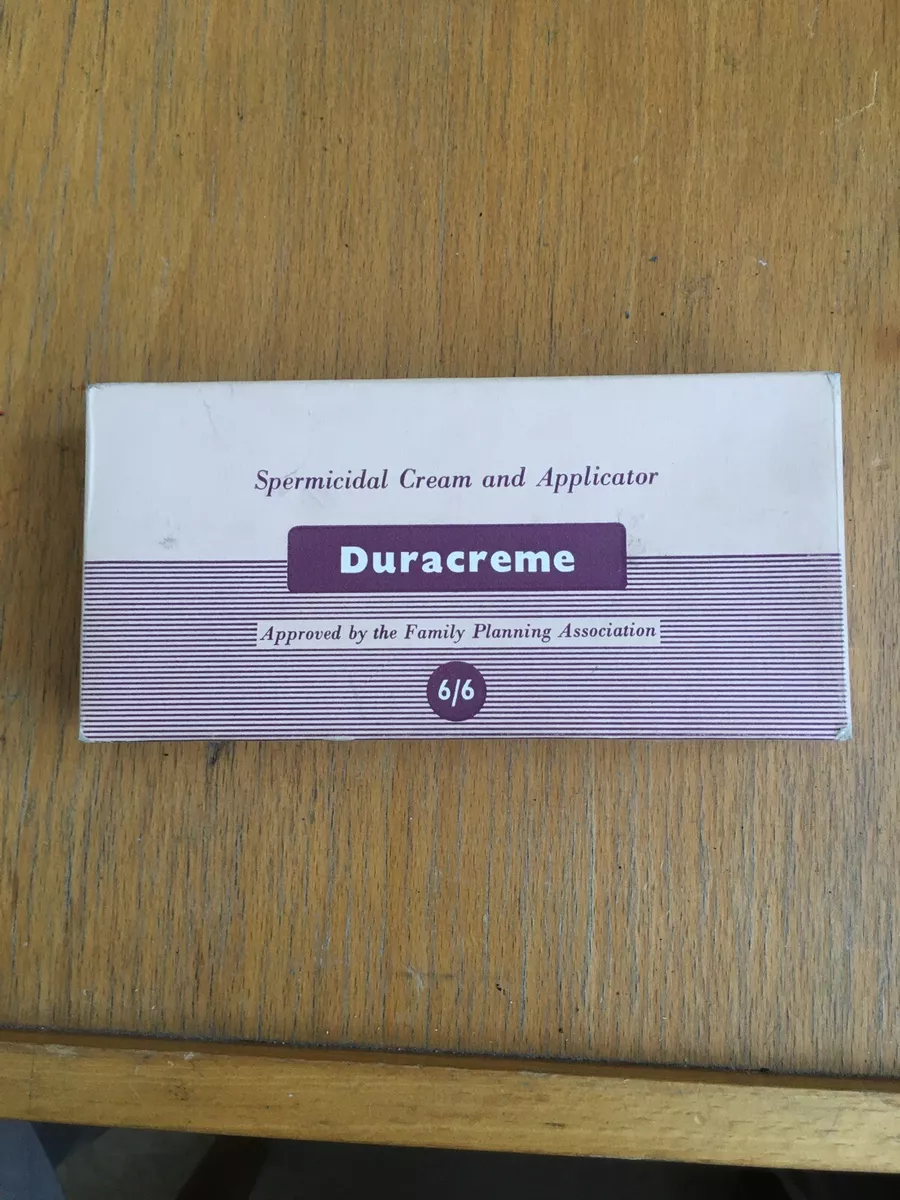 Spermicidal Cream and Applicator
Duracreme
Approved by the Family Planning Association
6/6